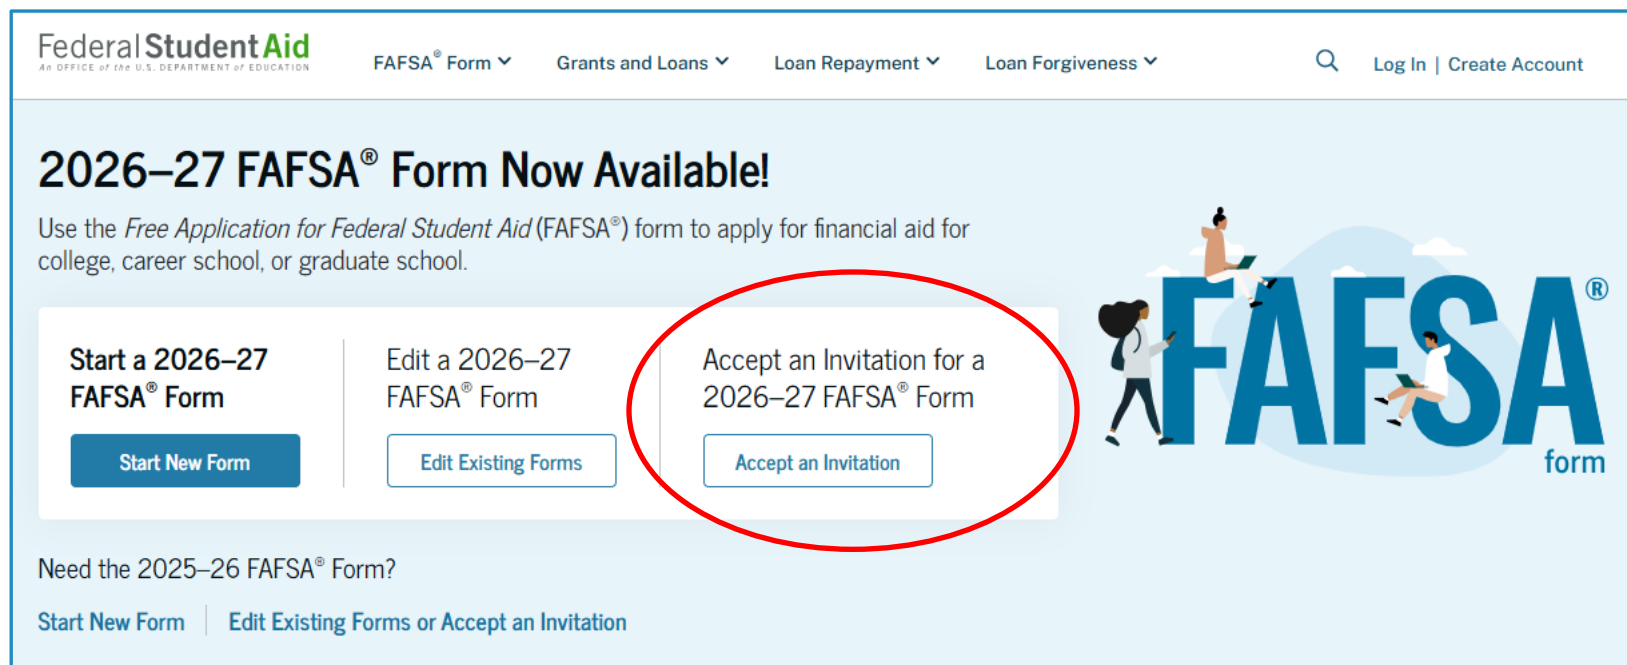 Federal StudentAid
An OFFICE of the U.S. DEPARTMENT of EDUCATION
FAFSA® Form
Grants and Loans
Loan Repayment
Loan Forgiveness
Log In | Create Account
2026–27 FAFSA® Form Now Available!
Use the Free Application for Federal Student Aid (FAFSA®) form to apply for financial aid for
college, career school, or graduate school.
Start a 2026–27
FAFSA® Form
Start New Form
Edit a 2026–27
FAFSA® Form
Edit Existing Forms
Accept an Invitation for a
2026–27 FAFSA® Form
Accept an Invitation
FAFSA®
form
Need the 2025–26 FAFSA® Form?
Start New Form
Edit Existing Forms or Accept an Invitation